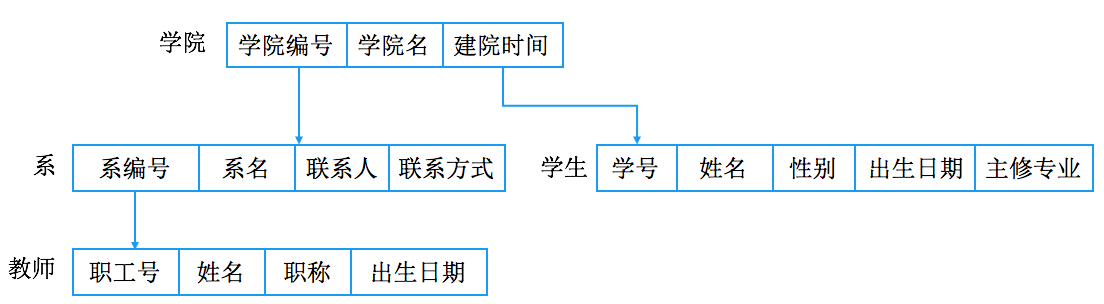 学院 学院编号 学院名 建院时间
系 系编号 系名 联系人 联系方式 学生 学号 姓名 性别 出生日期 主修专业
教师 职工号 姓名 职称 出生日期